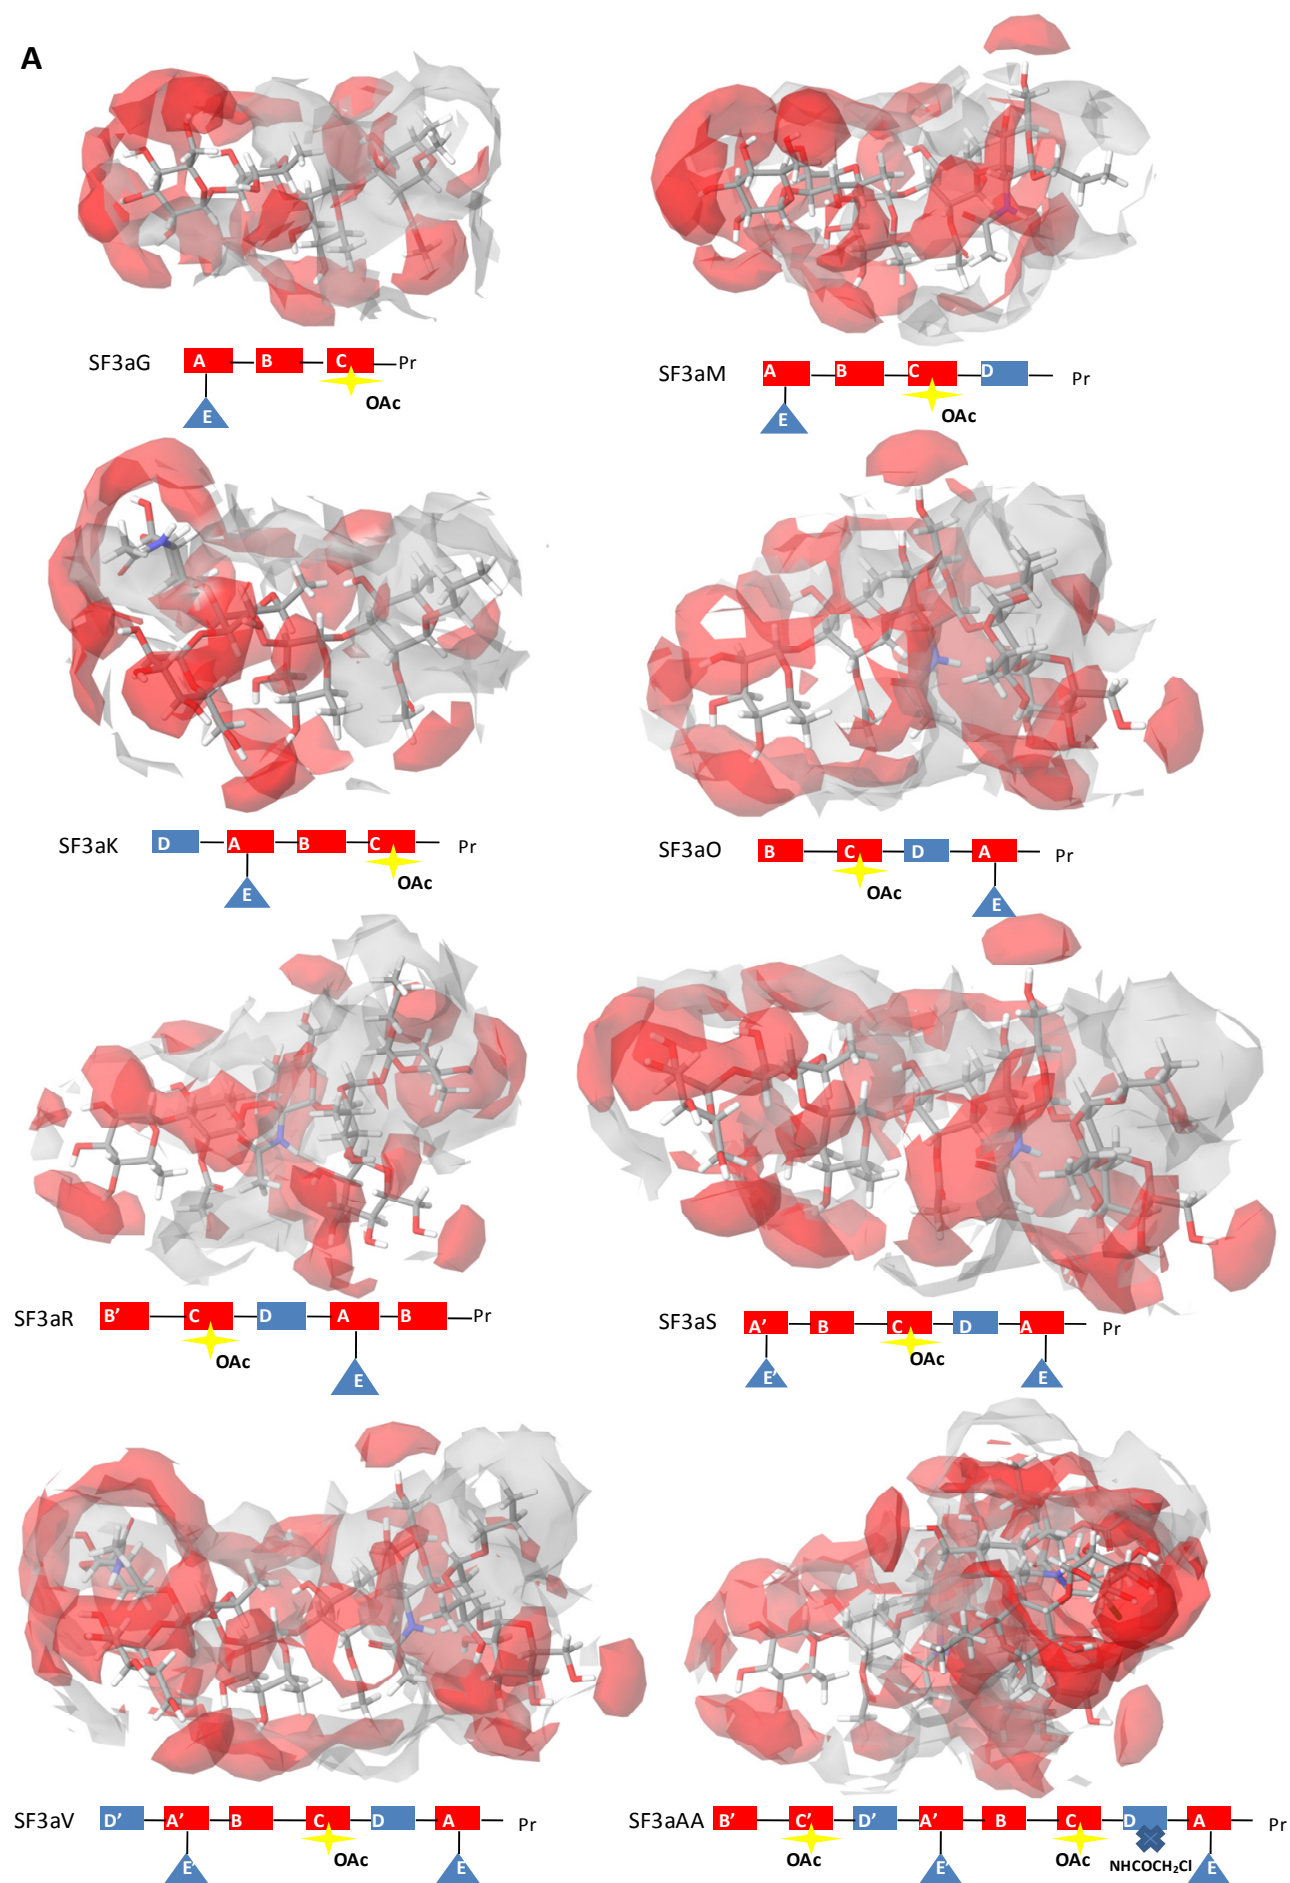 A
SF3aG A B C Pr
E OAc
SF3aM A B C D Pr
E OAc
SF3aK D A B C Pr
E OAc
SF3aO B C D A Pr
OAc E
SF3aR B’ C D A B Pr
OAc E
SF3aS A’ B C D A Pr
E’ OAc E
SF3aV D’ A’ B C D A Pr
E’ OAc E
SF3aAA B’ C’ D’ A’ B C D A Pr
OAc E’ OAc NHCOCH₂Cl E